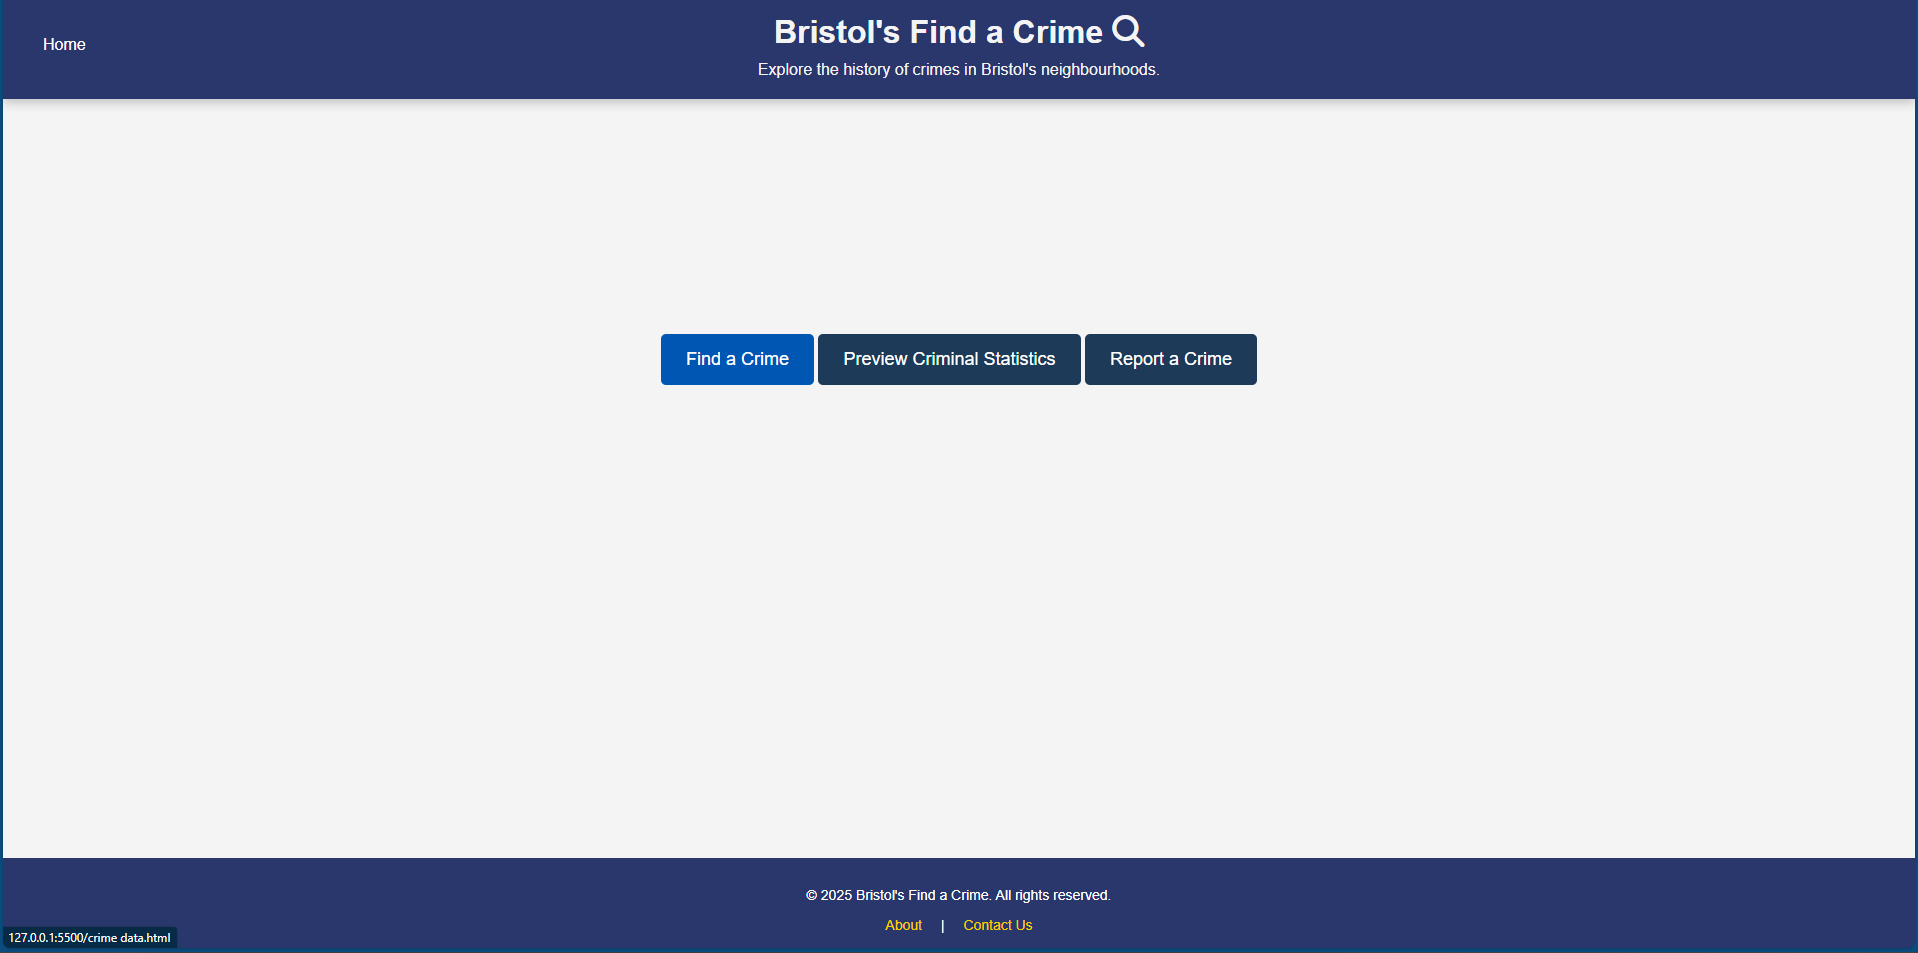 Home
Bristol's Find a Crime
Explore the history of crimes in Bristol's neighbourhoods.
Find a Crime
Preview Criminal Statistics
Report a Crime
© 2025 Bristol's Find a Crime. All rights reserved.
About | Contact Us
127.0.0.1:5500/crime data.html